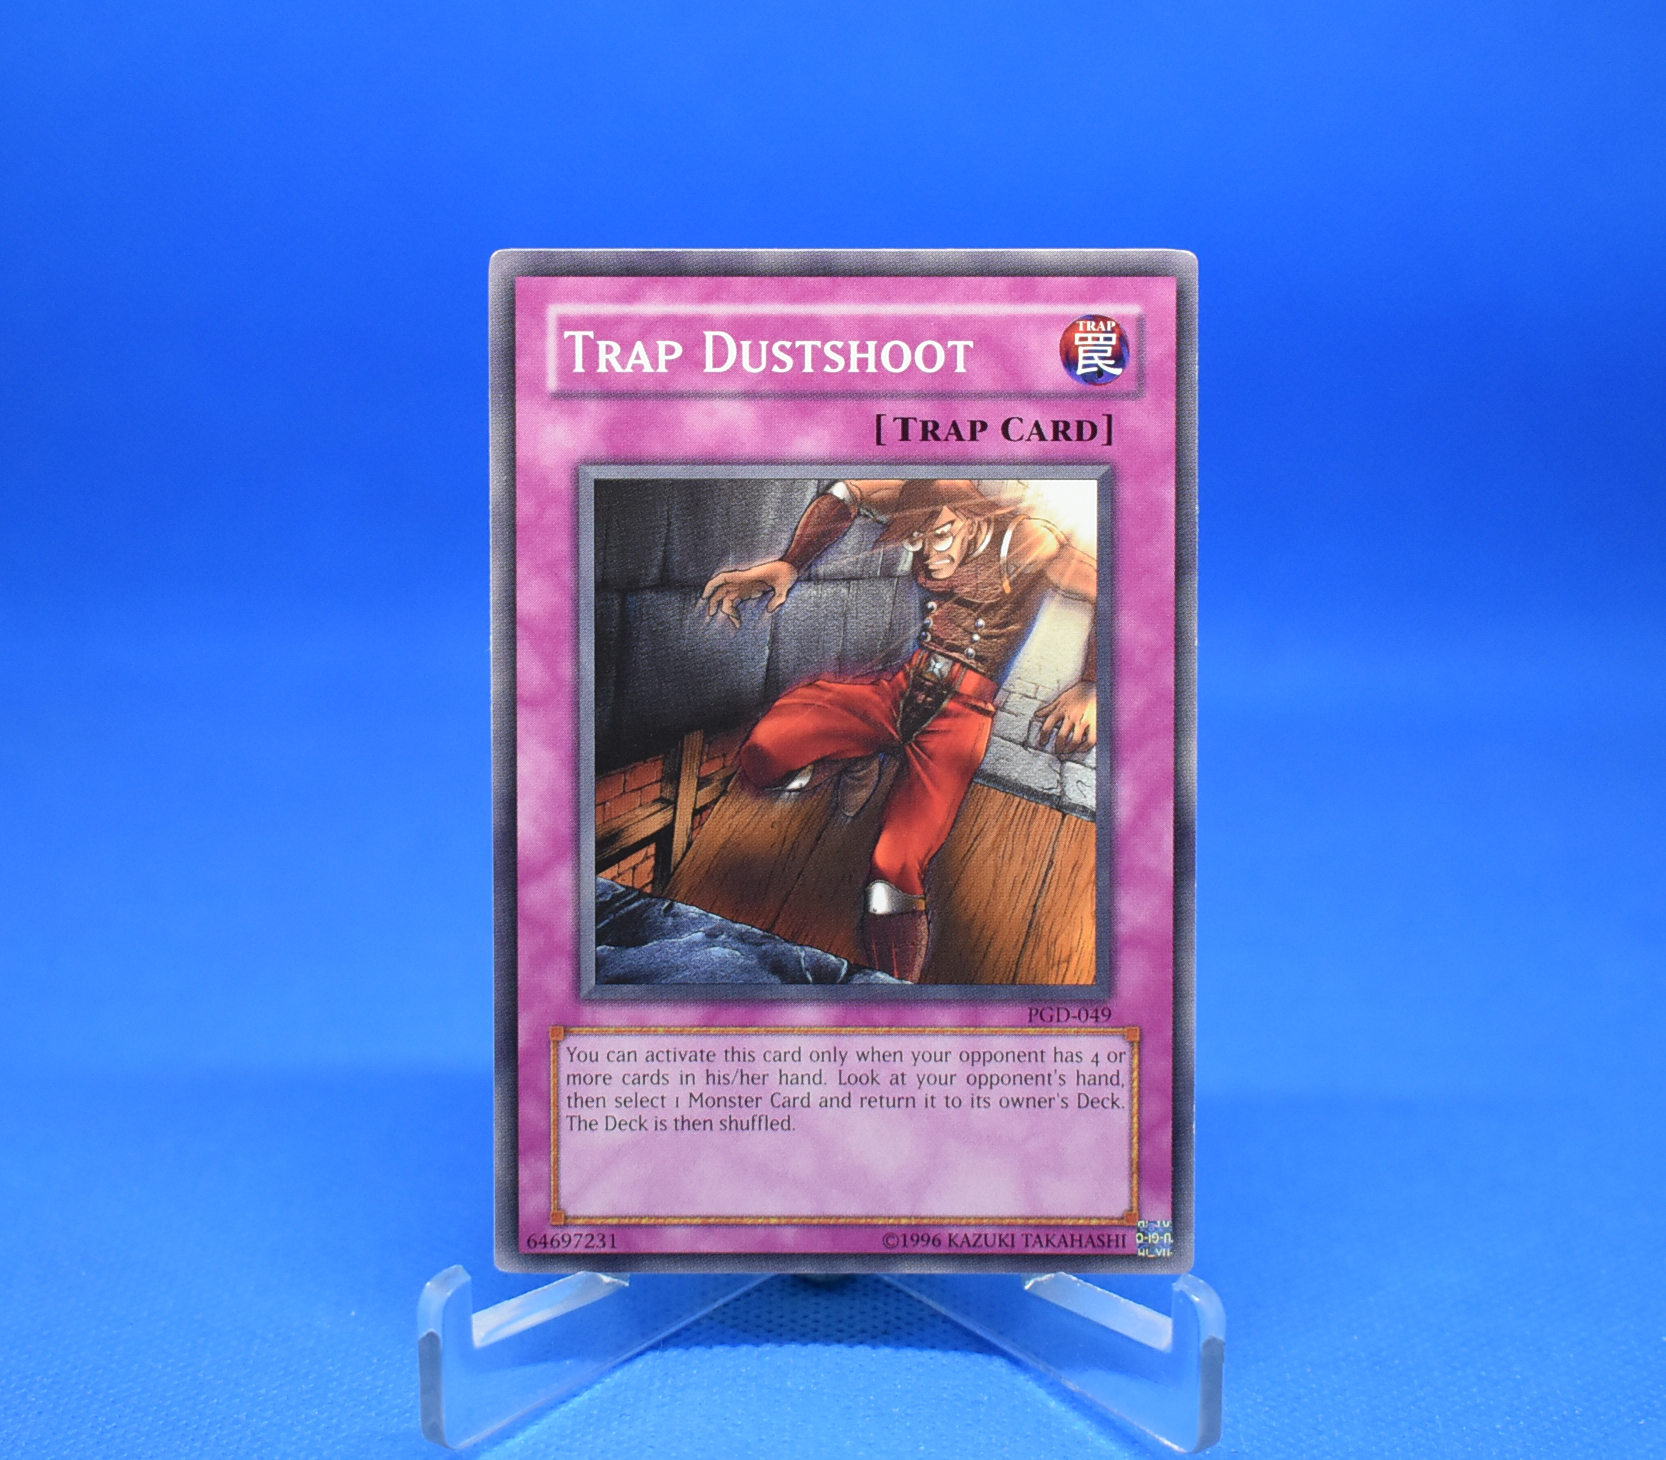 TRAP DUSTSHOOT
TRAP
罠
[TRAP CARD]
PGD-049
You can activate this card only when your opponent has 4 or
more cards in his/her hand. Look at your opponent's hand,
then select 1 Monster Card and return it to its owner's Deck.
The Deck is then shuffled.
64697231
©1996 KAZUKI TAKAHASHI